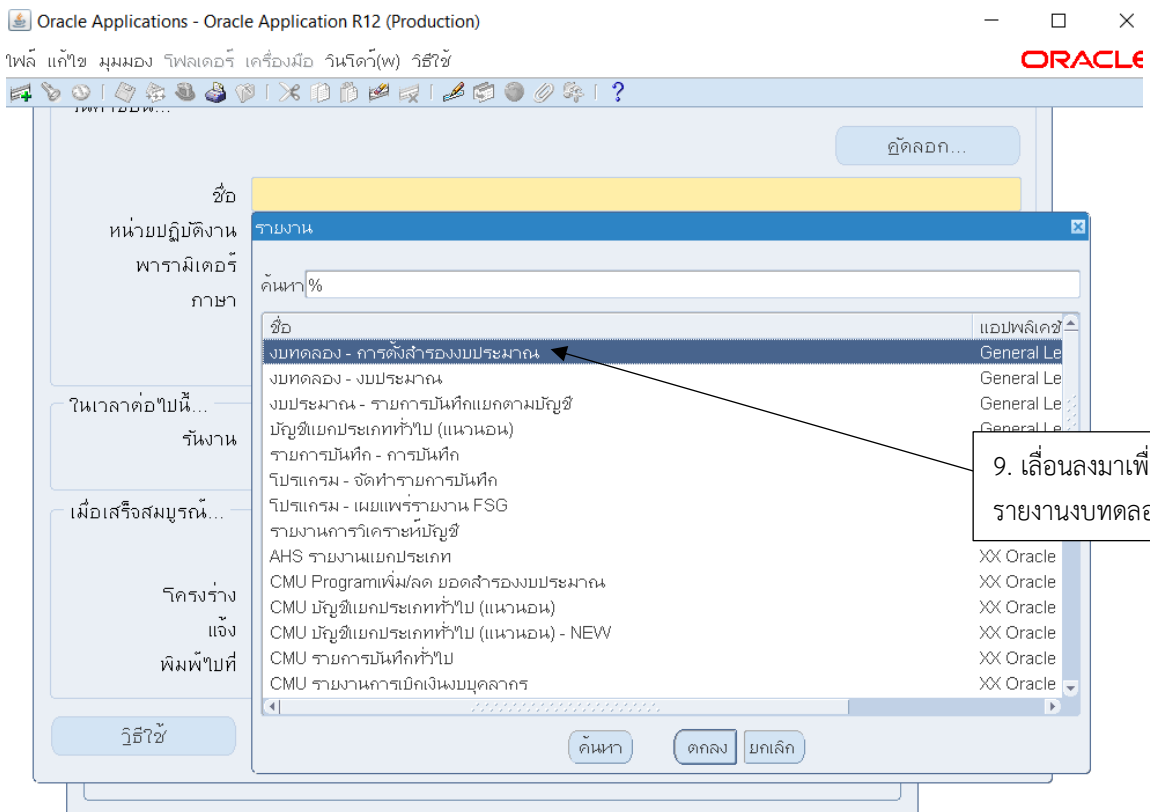 Oracle Applications - Oracle Application R12 (Production)
ไฟล์ แก้ไข มุมมอง โฟลเดอร์ เครื่องมือ วินโดว์(w) วิธีใช้
ORACLE
คัดลอก...
ชื่อ
หน่วยปฏิบัติงาน
พารามิเตอร์
ภาษา
รายงาน
ค้นหา %
ชื่อ แอปพลิเคชั
งบทดลอง - การตั้งสำรองงบประมาณ General Le
งบทดลอง - งบประมาณ General Le
งบประมาณ - รายการบันทึกแยกตามบัญชี General Le
บัญชีแยกประเภททั่วไป (แนวนอน) General Le
รายการบันทึก - การบันทึก
โปรแกรม - จัดทำรายการบันทึก
โปรแกรม - เผยแพร่รายงาน FSG
รายงานการวิเคราะห์บัญชี
AHS รายงานแยกประเภท XX Oracle
CMU Programเพิ่ม/ลด ยอดสำรองงบประมาณ XX Oracle
CMU บัญชีแยกประเภททั่วไป (แนวนอน) XX Oracle
CMU บัญชีแยกประเภททั่วไป (แนวนอน) - NEW XX Oracle
CMU รายการบันทึกทั่วไป XX Oracle
CMU รายงานการเบิกเงินงบบุคลากร XX Oracle
ค้นหา ตกลง ยกเลิก
9. เลื่อนลงมาเพื่
รายงานงบทดลอ
ในเวลาต่อไปนี้...
รันงาน
เมื่อเสร็จสมบูรณ์...
โครงร่าง
แจ้ง
พิมพ์ไปที่
วิธีใช้